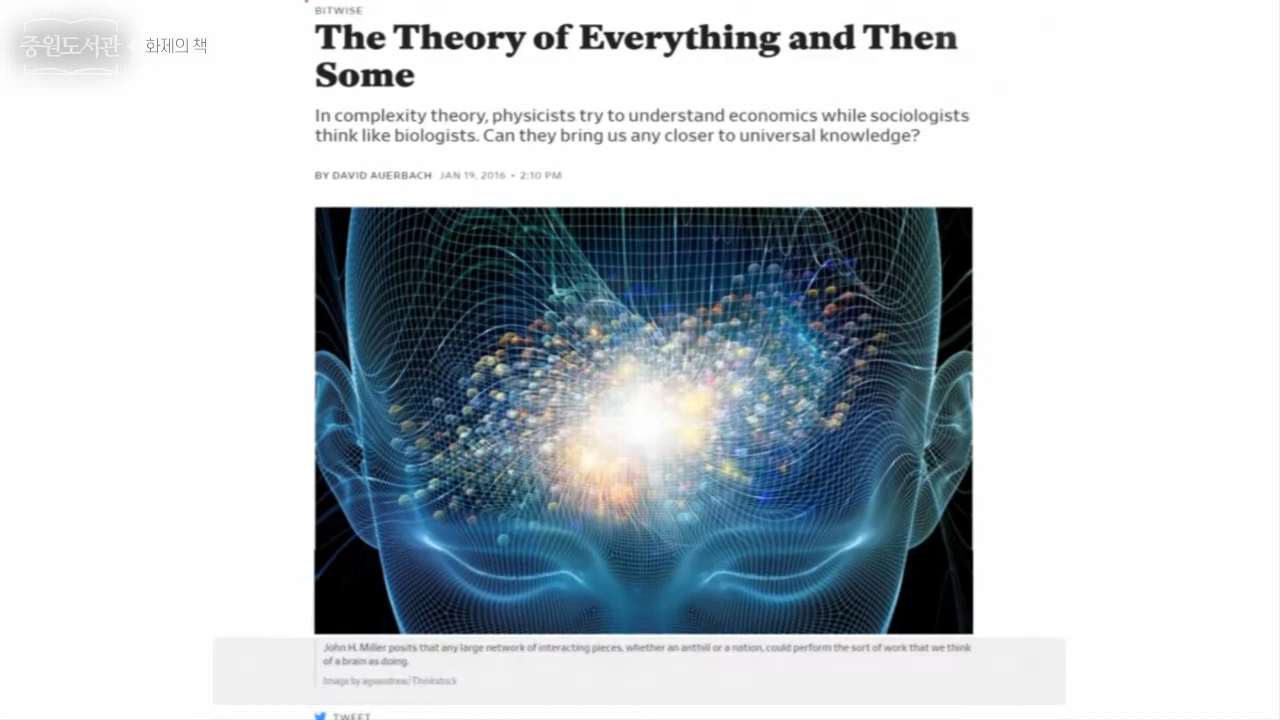 BITWISE
중원도서관 화제의 책
The Theory of Everything and Then
Some
In complexity theory, physicists try to understand economics while sociologists
think like biologists. Can they bring us any closer to universal knowledge?
BY DAVID AUERBACH JAN 19, 2016 • 2:10 PM
John H. Miller posits that any large network of interacting pieces, whether an anthill or a nation, could perform the sort of work that we think
of a brain as doing.
Image by agsandrew/Thinkstock
TWEET